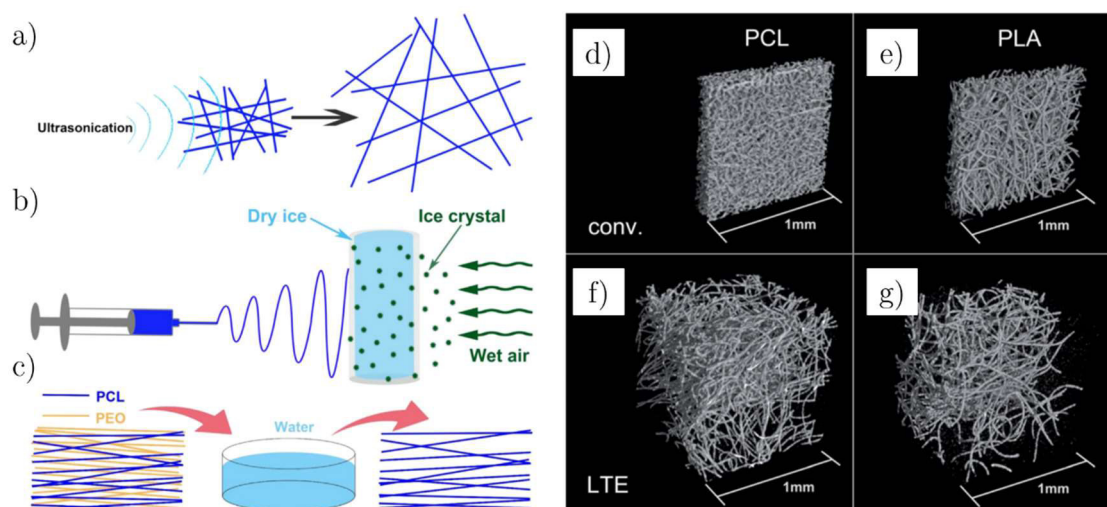 a)
Ultrasonication
b)
Dry ice
Ice crystal
Wet air
c)
PCL
PEO
Water
PCL
PLA
d)
e)
conv.
1mm
1mm
f)
g)
LTE
1mm
1mm